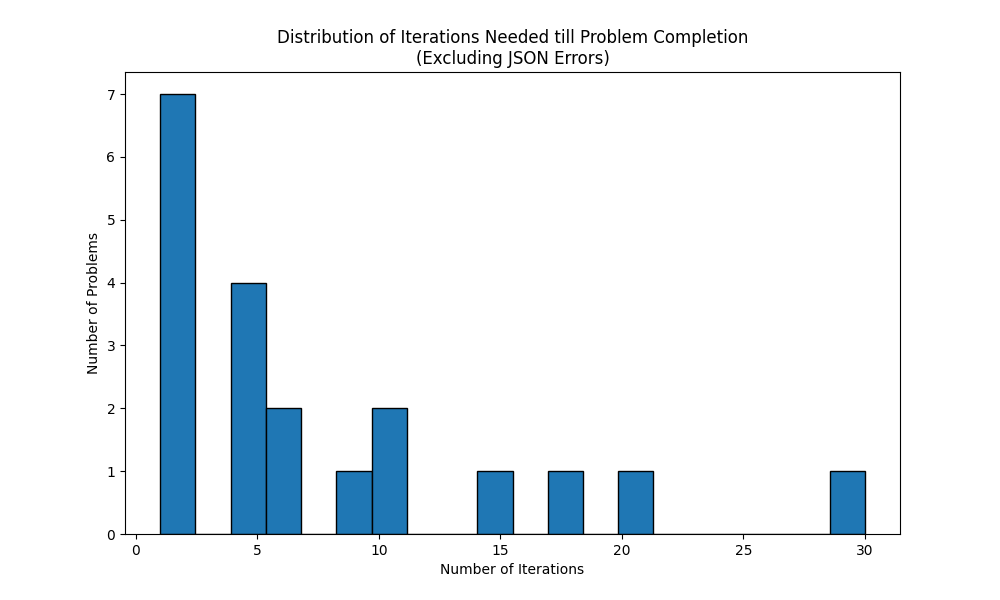 Distribution of Iterations Needed till Problem Completion
(Excluding JSON Errors)
7
6
5
4
3
2
1
0
Number of Problems
0 5 10 15 20 25 30
Number of Iterations